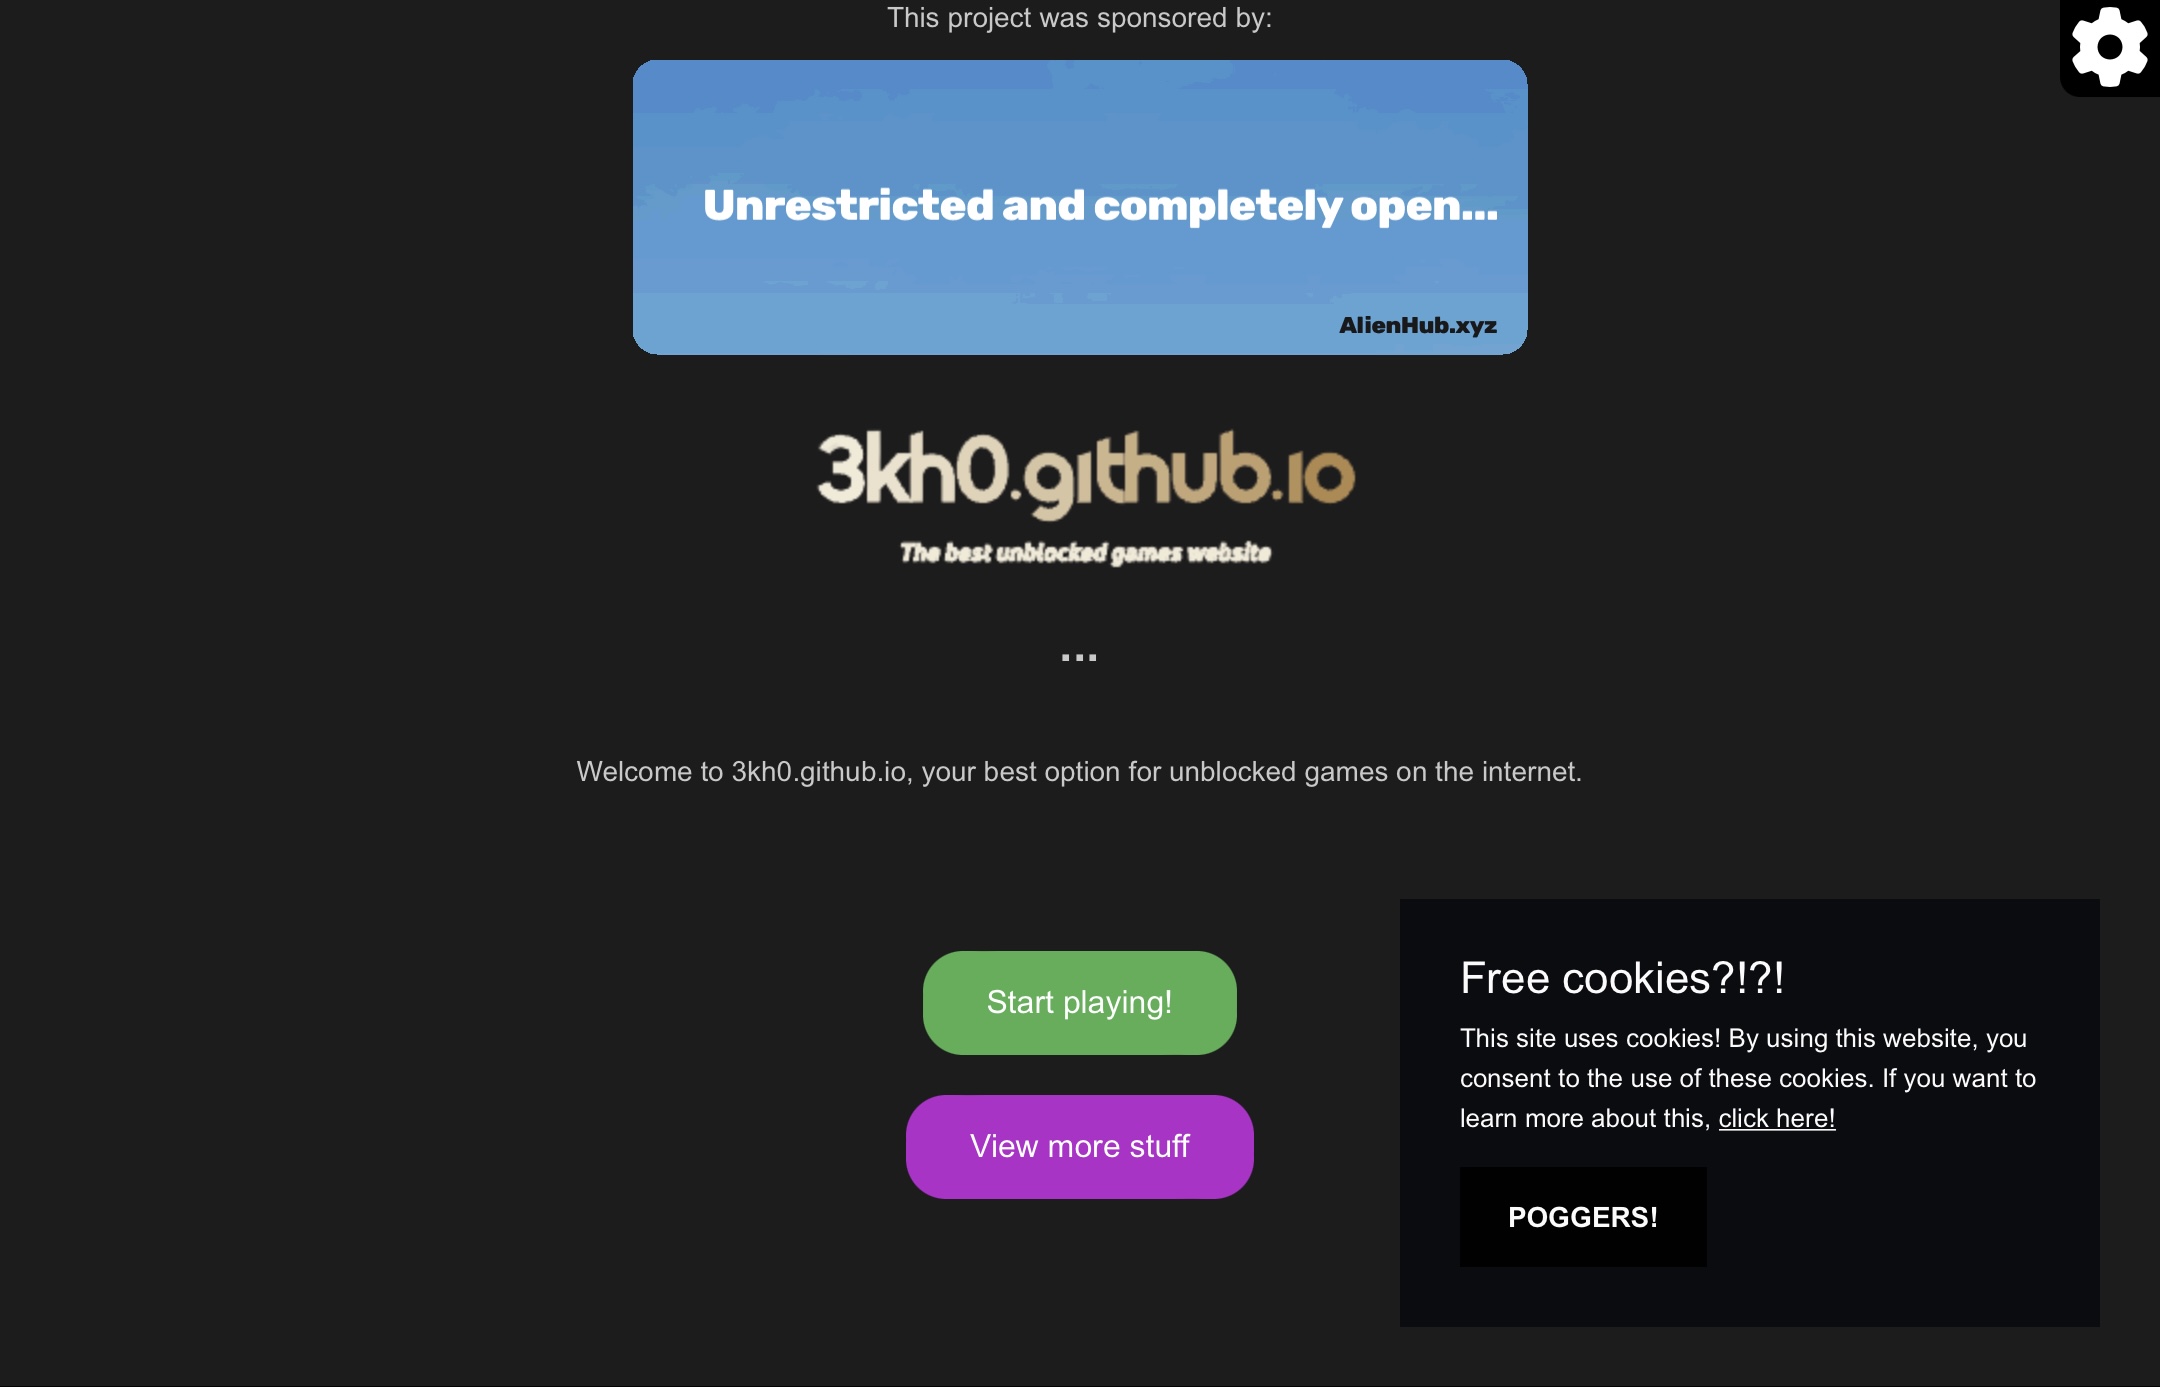 This project was sponsored by:
Unrestricted and completely open...
AlienHub.xyz
3kh0.github.io
The best unblocked games website
...
Welcome to 3kh0.github.io, your best option for unblocked games on the internet.
Start playing!
View more stuff
Free cookies?!?!
This site uses cookies! By using this website, you
consent to the use of these cookies. If you want to
learn more about this, click here!
POGGERS!